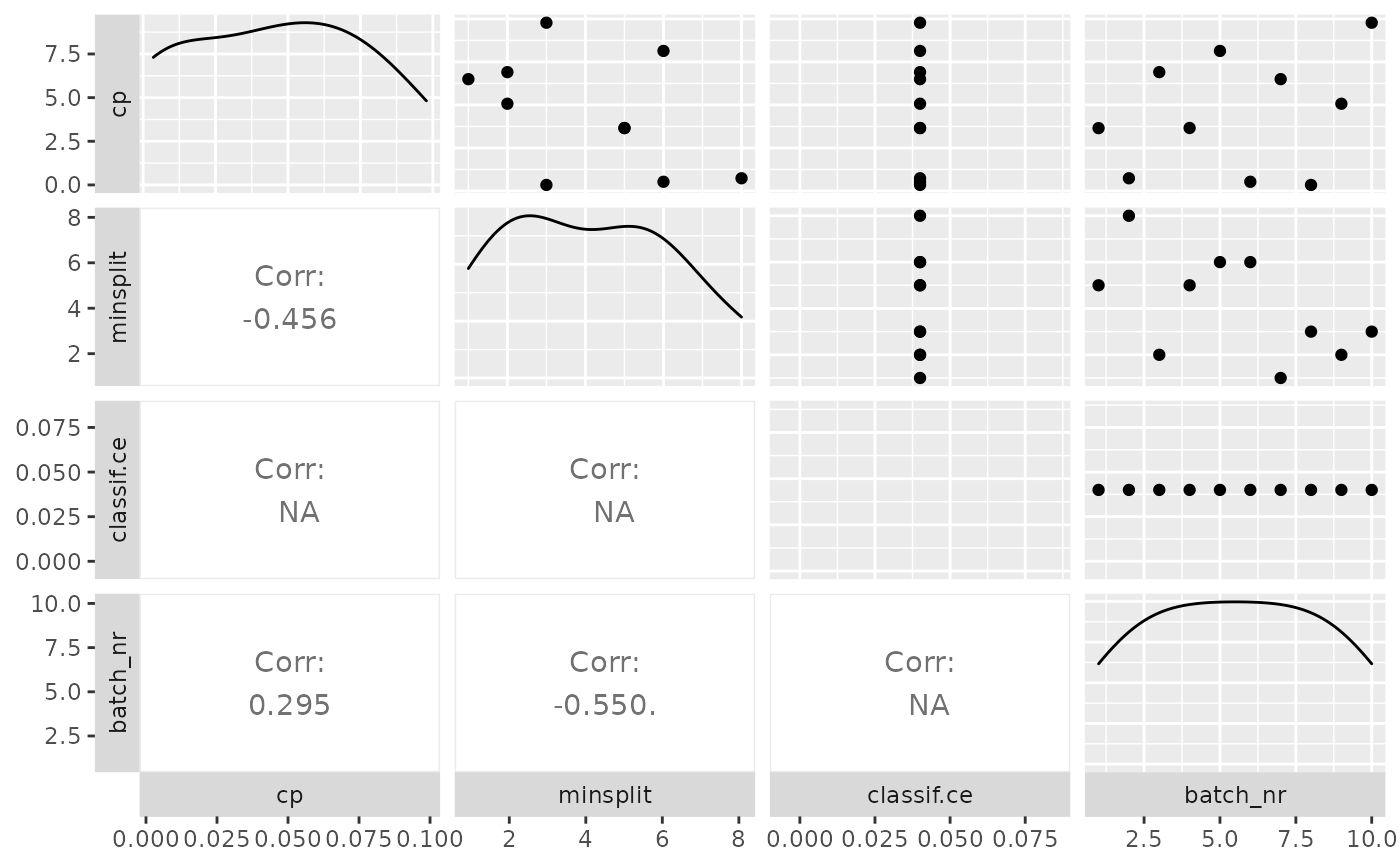 7.5
5.0
2.5
0.0
cp
8
6
4
2
minsplit
Corr:
-0.456
0.075
0.050
0.025
0.000
classif.ce
Corr:
NA
Corr:
NA
10.0
7.5
5.0
2.5
batch_nr
Corr:
0.295
Corr:
-0.550.
Corr:
NA
cp minsplit classif.ce batch_nr
0.000 0.025 0.050 0.075 0.100 2 4 6 8 0.000 0.025 0.050 0.075 2.5 5.0 7.5 10.0